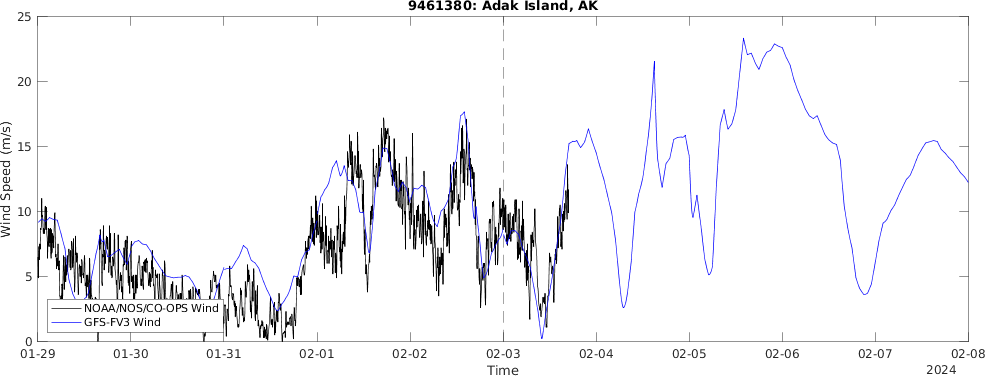 9461380: Adak Island, AK
Wind Speed (m/s)
25
20
15
10
5
0
NOAA/NOS/CO-OPS Wind
GFS-FV3 Wind
01-29 01-30 01-31 02-01 02-02 02-03 02-04 02-05 02-06 02-07 02-08
Time
2024